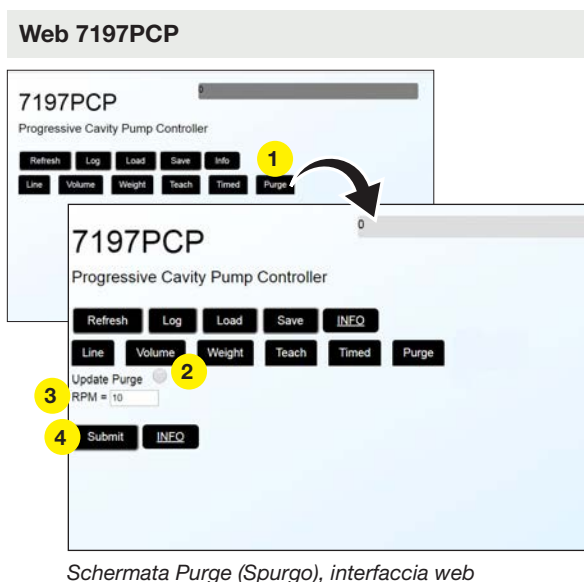 Web 7197PCP
0
7197PCP
Progressive Cavity Pump Controller
Refresh Log Load Save Info
1
Line Volume Weight Teach Timed Purge
0
7197PCP
Progressive Cavity Pump Controller
Refresh Log Load Save INFO
Line Volume Weight Teach Timed Purge
Update Purge 2
3 RPM = 10
4 Submit INFO
Schermata Purge (Spurgo), interfaccia web